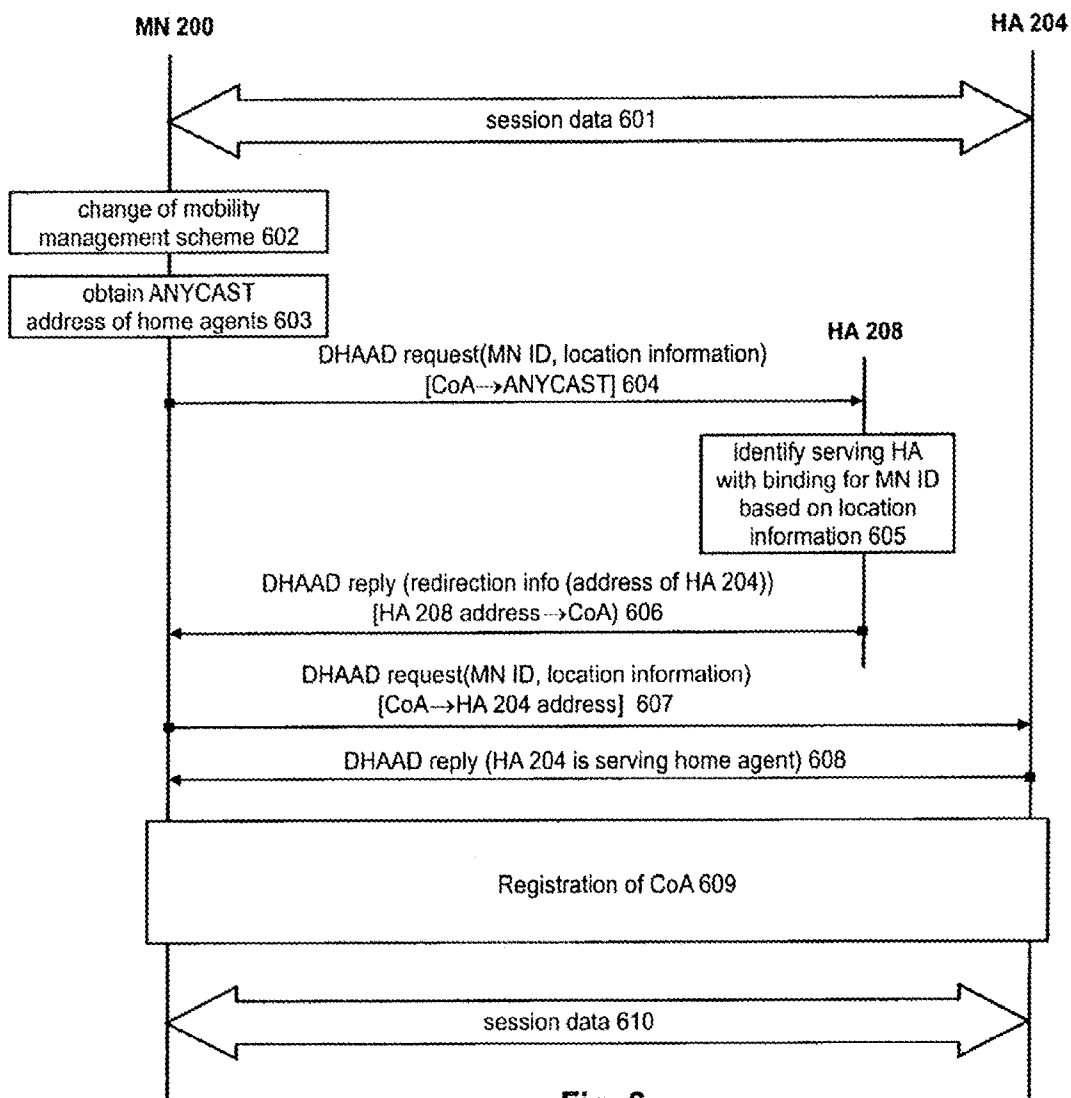 MN 200
HA 204
session data 601
change of mobility
management scheme 602
obtain ANYCAST
address of home agents 603
HA 208
DHAAD request(MN ID, location information)
[CoA→ANYCAST] 604
identify serving HA
with binding for MN ID
based on location
information 605
DHAAD reply (redirection info (address of HA 204))
[HA 208 address→CoA) 606
DHAAD request(MN ID, location information)
[CoA→HA 204 address] 607
DHAAD reply (HA 204 is serving home agent) 608
Registration of CoA 609
session data 610